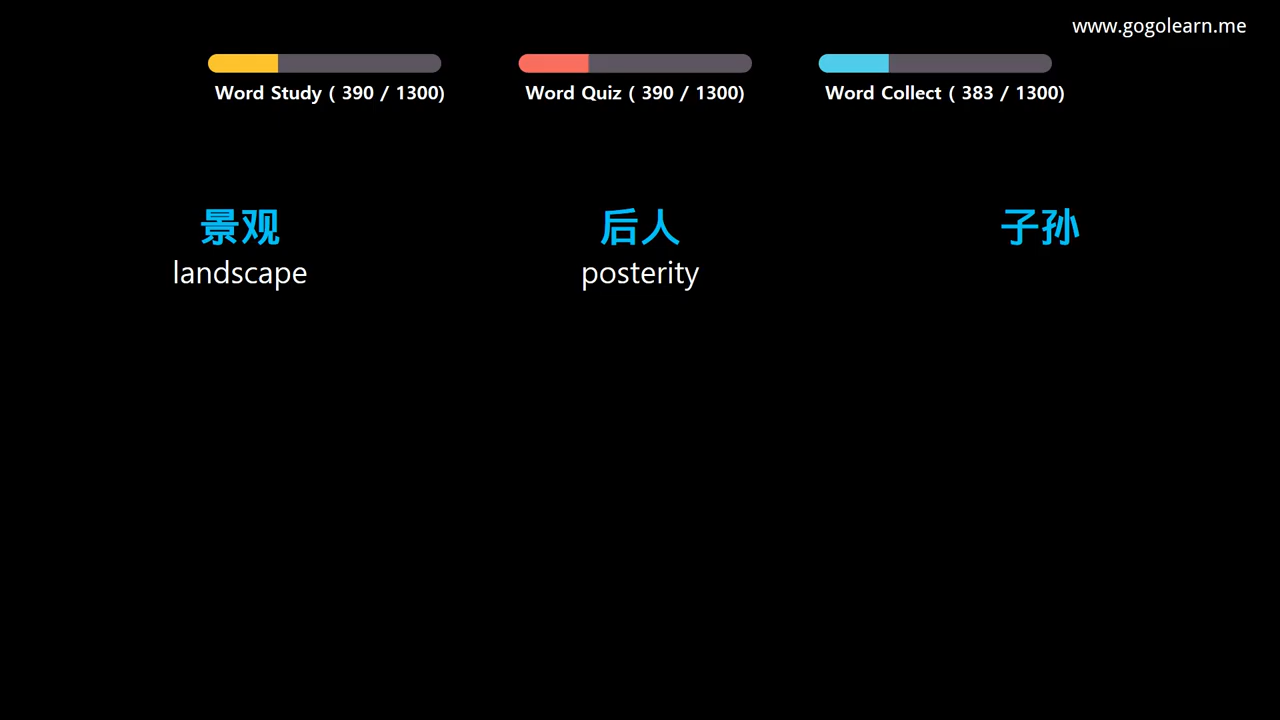 www.gogolearn.me
Word Study ( 390 / 1300)
Word Quiz ( 390 / 1300)
Word Collect ( 383 / 1300)
景观
landscape
后人
posterity
子孙